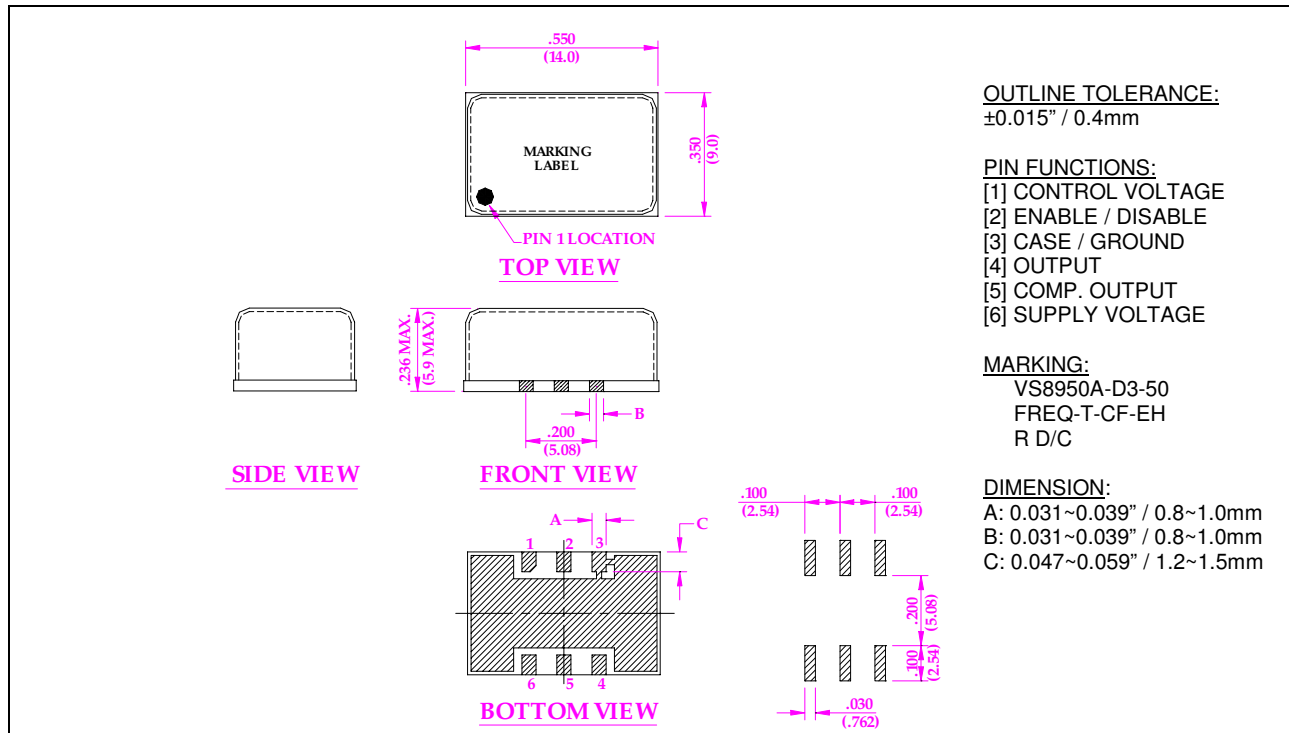 .550
(14.0)
MARKING
LABEL
.350
(9.0)
PIN 1 LOCATION
TOP VIEW
OUTLINE TOLERANCE:
±0.015” / 0.4mm
PIN FUNCTIONS:
[1] CONTROL VOLTAGE
[2] ENABLE / DISABLE
[3] CASE / GROUND
[4] OUTPUT
[5] COMP. OUTPUT
[6] SUPPLY VOLTAGE
MARKING:
VS8950A-D3-50
FREQ-T-CF-EH
R D/C
DIMENSION:
A: 0.031~0.039” / 0.8~1.0mm
B: 0.031~0.039” / 0.8~1.0mm
C: 0.047~0.059” / 1.2~1.5mm
.236 MAX.
(5.9 MAX.)
B
.200
(5.08)
SIDE VIEW
FRONT VIEW
A
C
1 2 3
6 5 4
BOTTOM VIEW
.100
(2.54)
.100
(2.54)
.200
(5.08)
.100
(2.54)
.030
(.762)